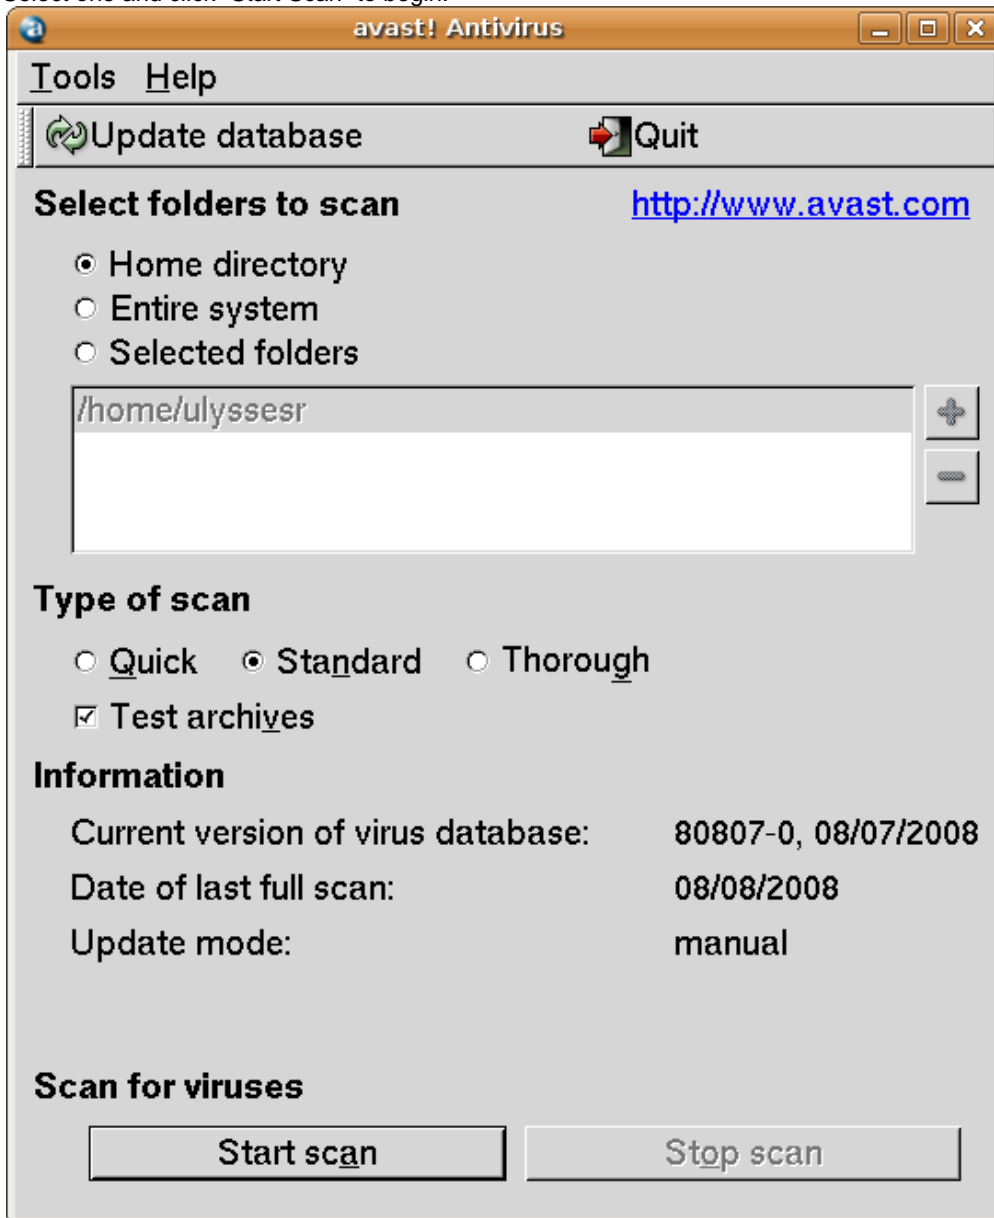 Select one and click "Start Scan" to begin.
avast! Antivirus
Tools Help
Update database Quit
Select folders to scan http://www.avast.com
Home directory
Entire system
Selected folders
/home/ulyssesr
Type of scan
Quick Standard Thorough
Test archives
Information
Current version of virus database: 80807-0, 08/07/2008
Date of last full scan: 08/08/2008
Update mode: manual
Scan for viruses
Start scan Stop scan